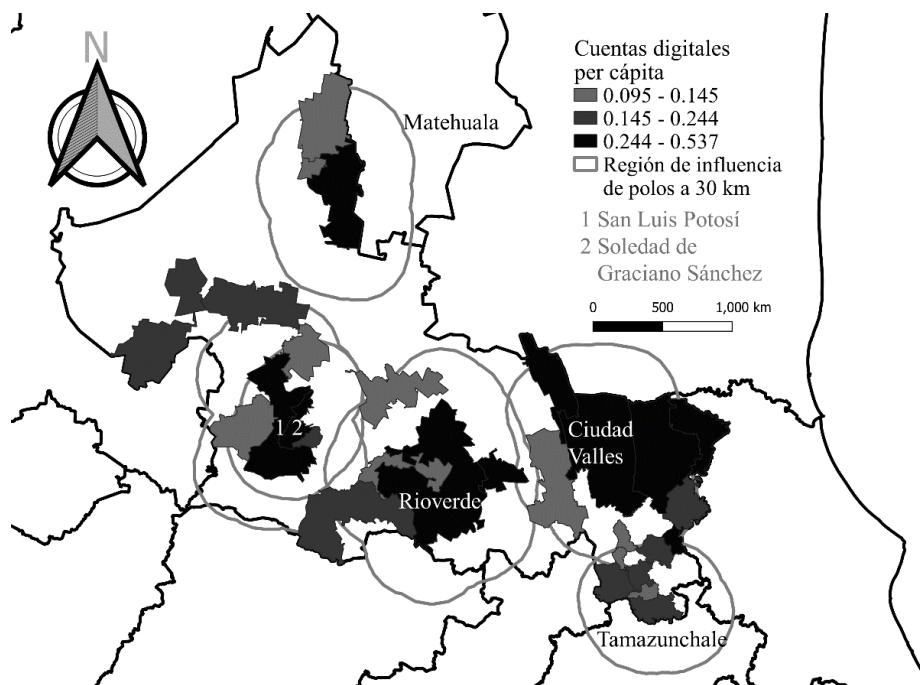 N
Matehuala
Cuentas digitales
per cápita
0.095 - 0.145
0.145 - 0.244
0.244 - 0.537
Región de influencia
de polos a 30 km
1 San Luis Potosí
2 Soledad de
Graciano Sánchez
0 500 1,000 km
1 2
Ciudad
Valles
Rioverde
Tamazunchale